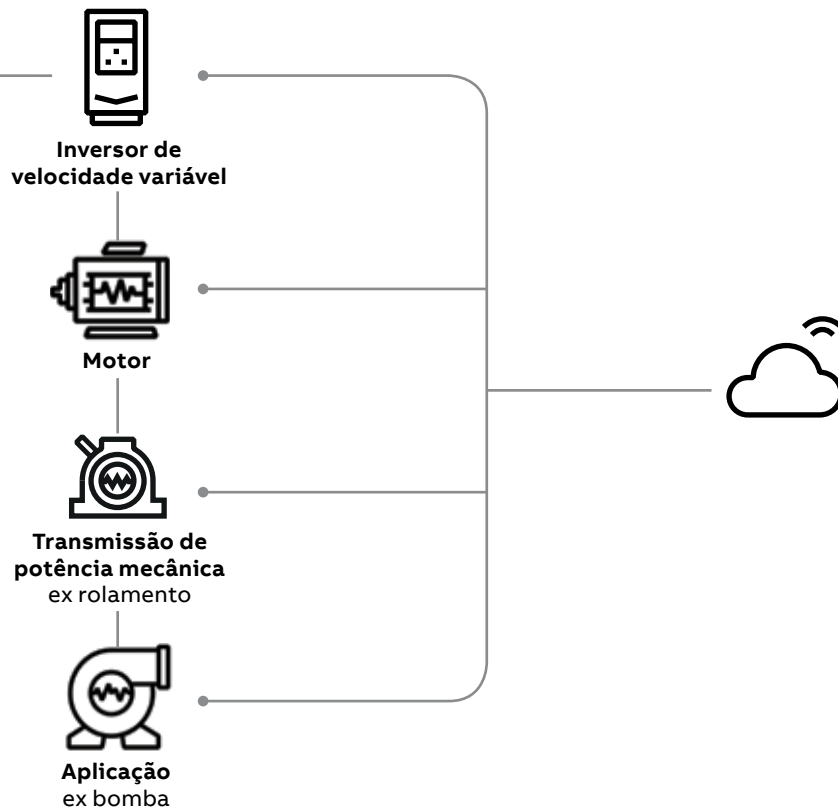 Inversor de
velocidade variável
Motor
Transmissão de
potência mecânica
ex rolamento
Aplicação
ex bomba